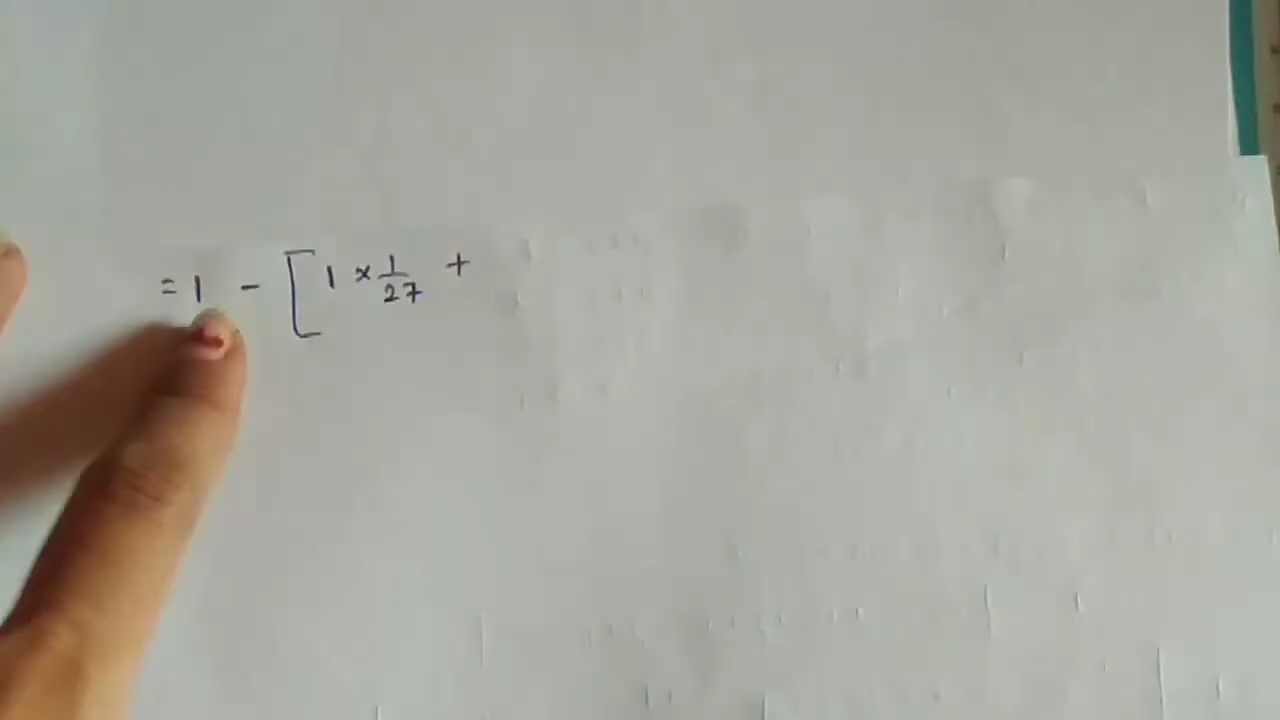 = 1 - [ 1 × 1/27 +